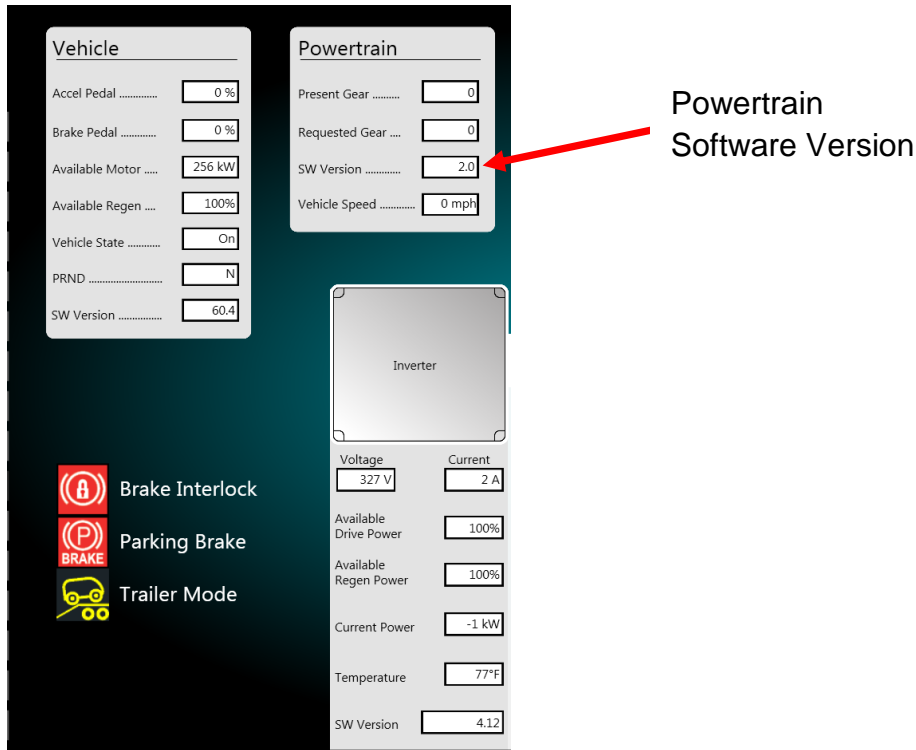 Vehicle
Accel Pedal .............. 0 %
Brake Pedal ............. 0 %
Available Motor ..... 256 kW
Available Regen .... 100%
Vehicle State ............ On
PRND ........................... N
SW Version ................ 60.4
Powertrain
Present Gear .......... 0
Requested Gear .... 0
SW Version ............. 2.0
Vehicle Speed ............. 0 mph
Powertrain
Software Version
Inverter
Voltage Current
327 V 2 A
Available
Drive Power 100%
Available
Regen Power 100%
Current Power -1 kW
Temperature 77°F
SW Version 4.12
Brake Interlock
(P)
BRAKE
Parking Brake
Trailer Mode